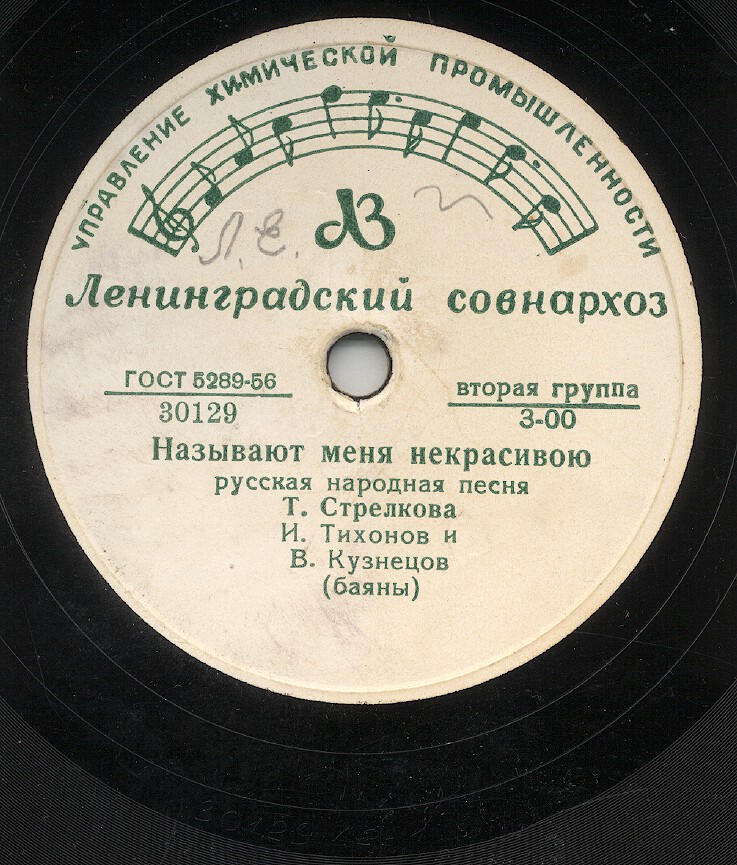 УПРАВЛЕНИЕ ХИМИЧЕСКОЙ ПРОМЫШЛЕННОСТИ
Л.Е.
ЛЗ
Ленинградский совнархоз
ГОСТ 5289-56
30129
вторая группа
3-00
Называют меня некрасивою
русская народная песня
Т. Стрелкова
И. Тихонов и
В. Кузнецов
(баяны)